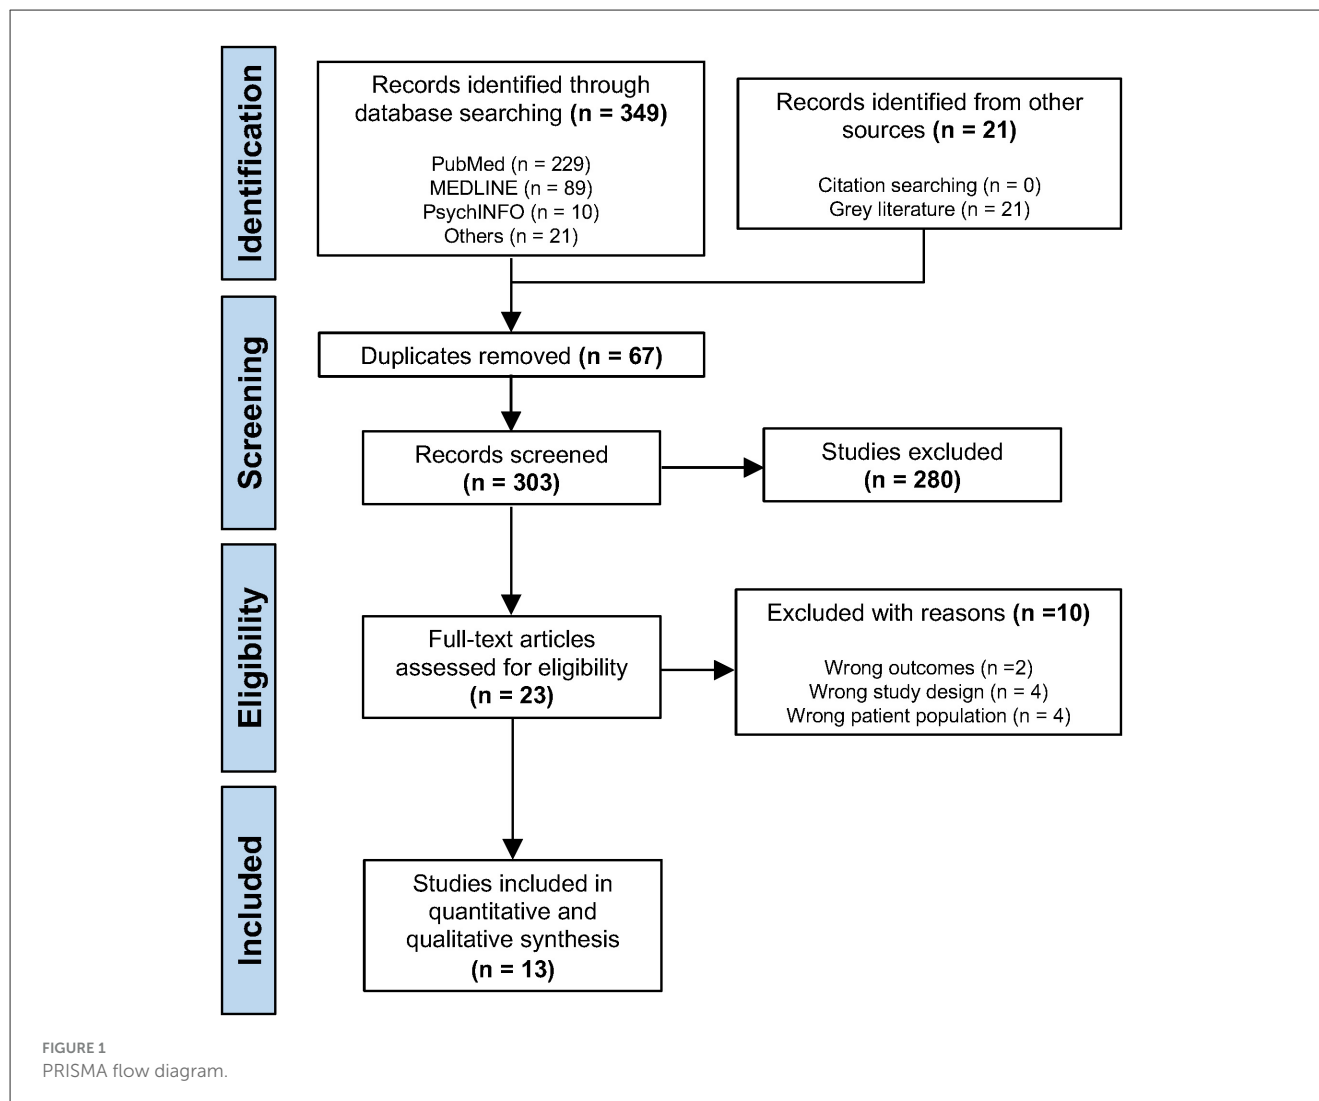 Identification
Records identified through
database searching (n = 349)
PubMed (n = 229)
MEDLINE (n = 89)
PsychINFO (n = 10)
Others (n = 21)
Records identified from other
sources (n = 21)
Citation searching (n = 0)
Grey literature (n = 21)
Screening
Duplicates removed (n = 67)
Records screened
(n = 303)
Studies excluded
(n = 280)
Eligibility
Full-text articles
assessed for eligibility
(n = 23)
Excluded with reasons (n =10)
Wrong outcomes (n =2)
Wrong study design (n = 4)
Wrong patient population (n = 4)
Included
Studies included in
quantitative and
qualitative synthesis
(n = 13)
FIGURE 1
PRISMA flow diagram.